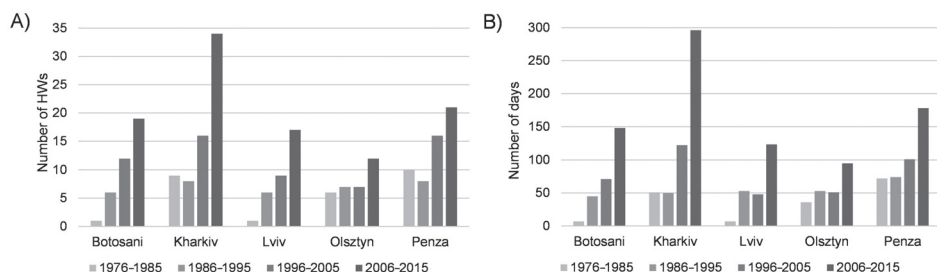 A)
Number of HWs
35
30
25
20
15
10
5
0
Botosani Kharkiv Lviv Olsztyn Penza
1976–1985 1986–1995 1996–2005 2006–2015
B)
Number of days
300
250
200
150
100
50
0
Botosani Kharkiv Lviv Olsztyn Penza
1976–1985 1986–1995 1996–2005 2006–2015